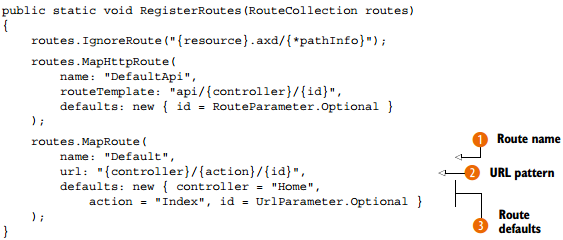 public static void RegisterRoutes(RouteCollection routes)
{
    routes.IgnoreRoute("{resource}.axd/{*pathInfo}");
    routes.MapHttpRoute(
        name: "DefaultApi",
        routeTemplate: "api/{controller}/{id}",
        defaults: new { id = RouteParameter.Optional }
    );
    routes.MapRoute(
        name: "Default",
        url: "{controller}/{action}/{id}",
        defaults: new { controller = "Home",
            action = "Index", id = UrlParameter.Optional }
    );
}
1 Route name
2 URL pattern
3 Route
defaults